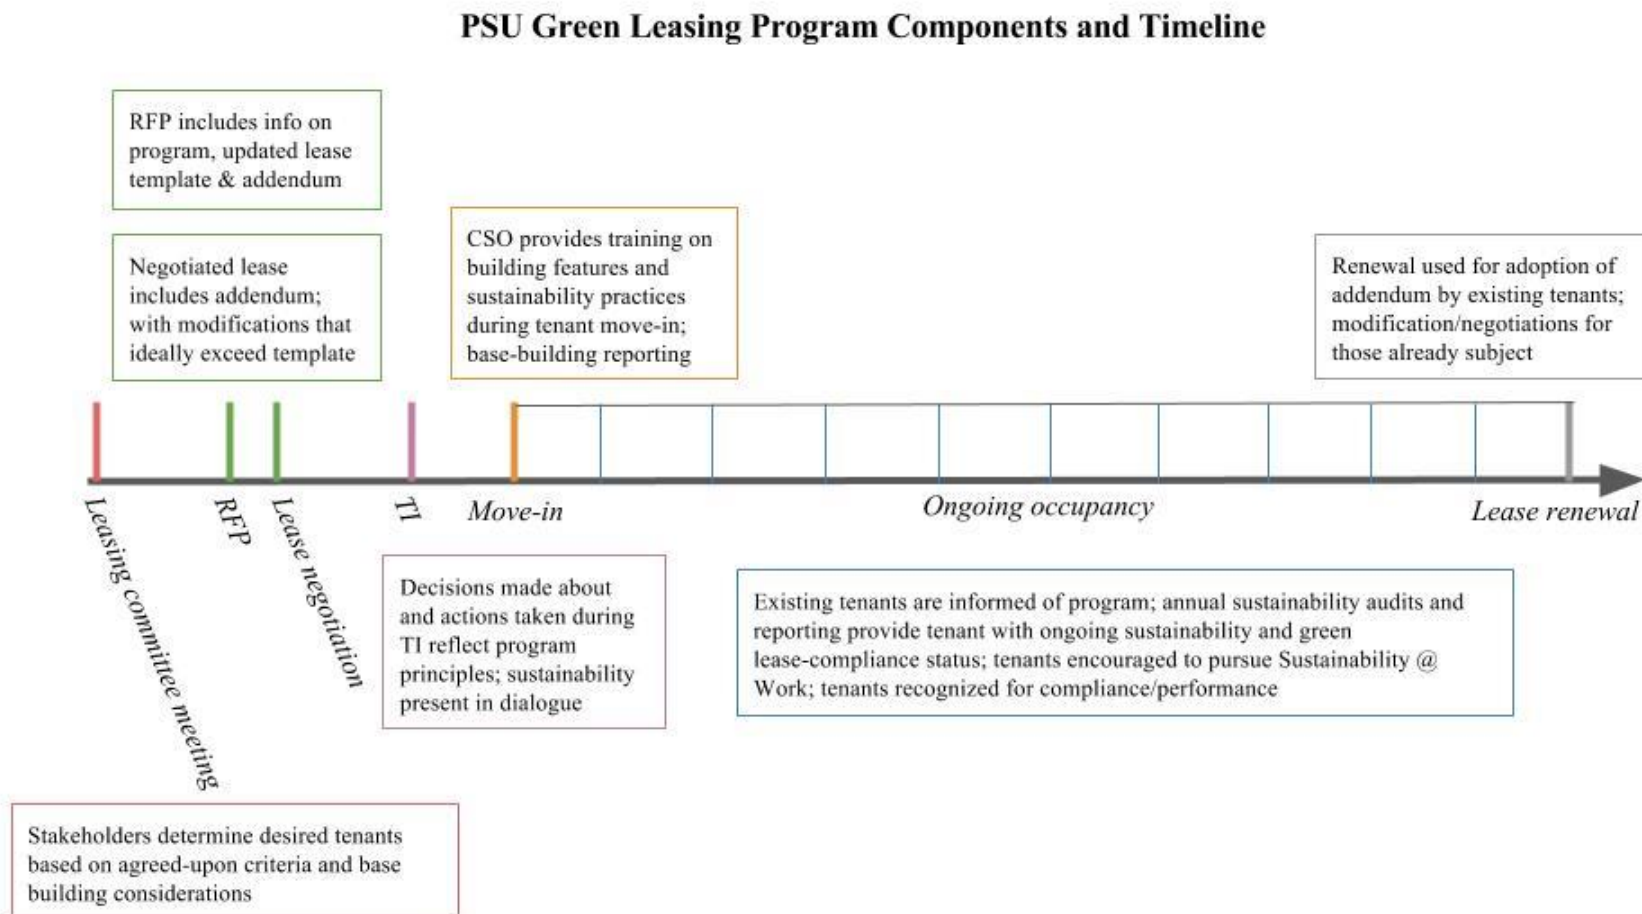 PSU Green Leasing Program Components and Timeline
RFP includes info on
program, updated lease
template & addendum
Negotiated lease
includes addendum;
with modifications that
ideally exceed template
CSO provides training on
building features and
sustainability practices
during tenant move-in;
base-building reporting
Renewal used for adoption of
addendum by existing tenants;
modification/negotiations for
those already subject
Leasing committee meeting
RFP
Lease negotiation
TI
Move-in
Ongoing occupancy
Lease renewal
Decisions made about
and actions taken during
TI reflect program
principles; sustainability
present in dialogue
Existing tenants are informed of program; annual sustainability audits and
reporting provide tenant with ongoing sustainability and green
lease-compliance status; tenants encouraged to pursue Sustainability @
Work; tenants recognized for compliance/performance
Stakeholders determine desired tenants
based on agreed-upon criteria and base
building considerations